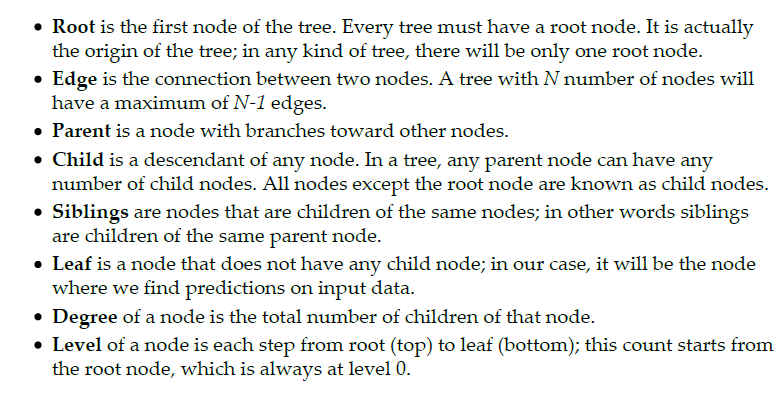 • Root is the first node of the tree. Every tree must have a root node. It is actually
the origin of the tree; in any kind of tree, there will be only one root node.
• Edge is the connection between two nodes. A tree with N number of nodes will
have a maximum of N-1 edges.
• Parent is a node with branches toward other nodes.
• Child is a descendant of any node. In a tree, any parent node can have any
number of child nodes. All nodes except the root node are known as child nodes.
• Siblings are nodes that are children of the same nodes; in other words siblings
are children of the same parent node.
• Leaf is a node that does not have any child node; in our case, it will be the node
where we find predictions on input data.
• Degree of a node is the total number of children of that node.
• Level of a node is each step from root (top) to leaf (bottom); this count starts from
the root node, which is always at level 0.